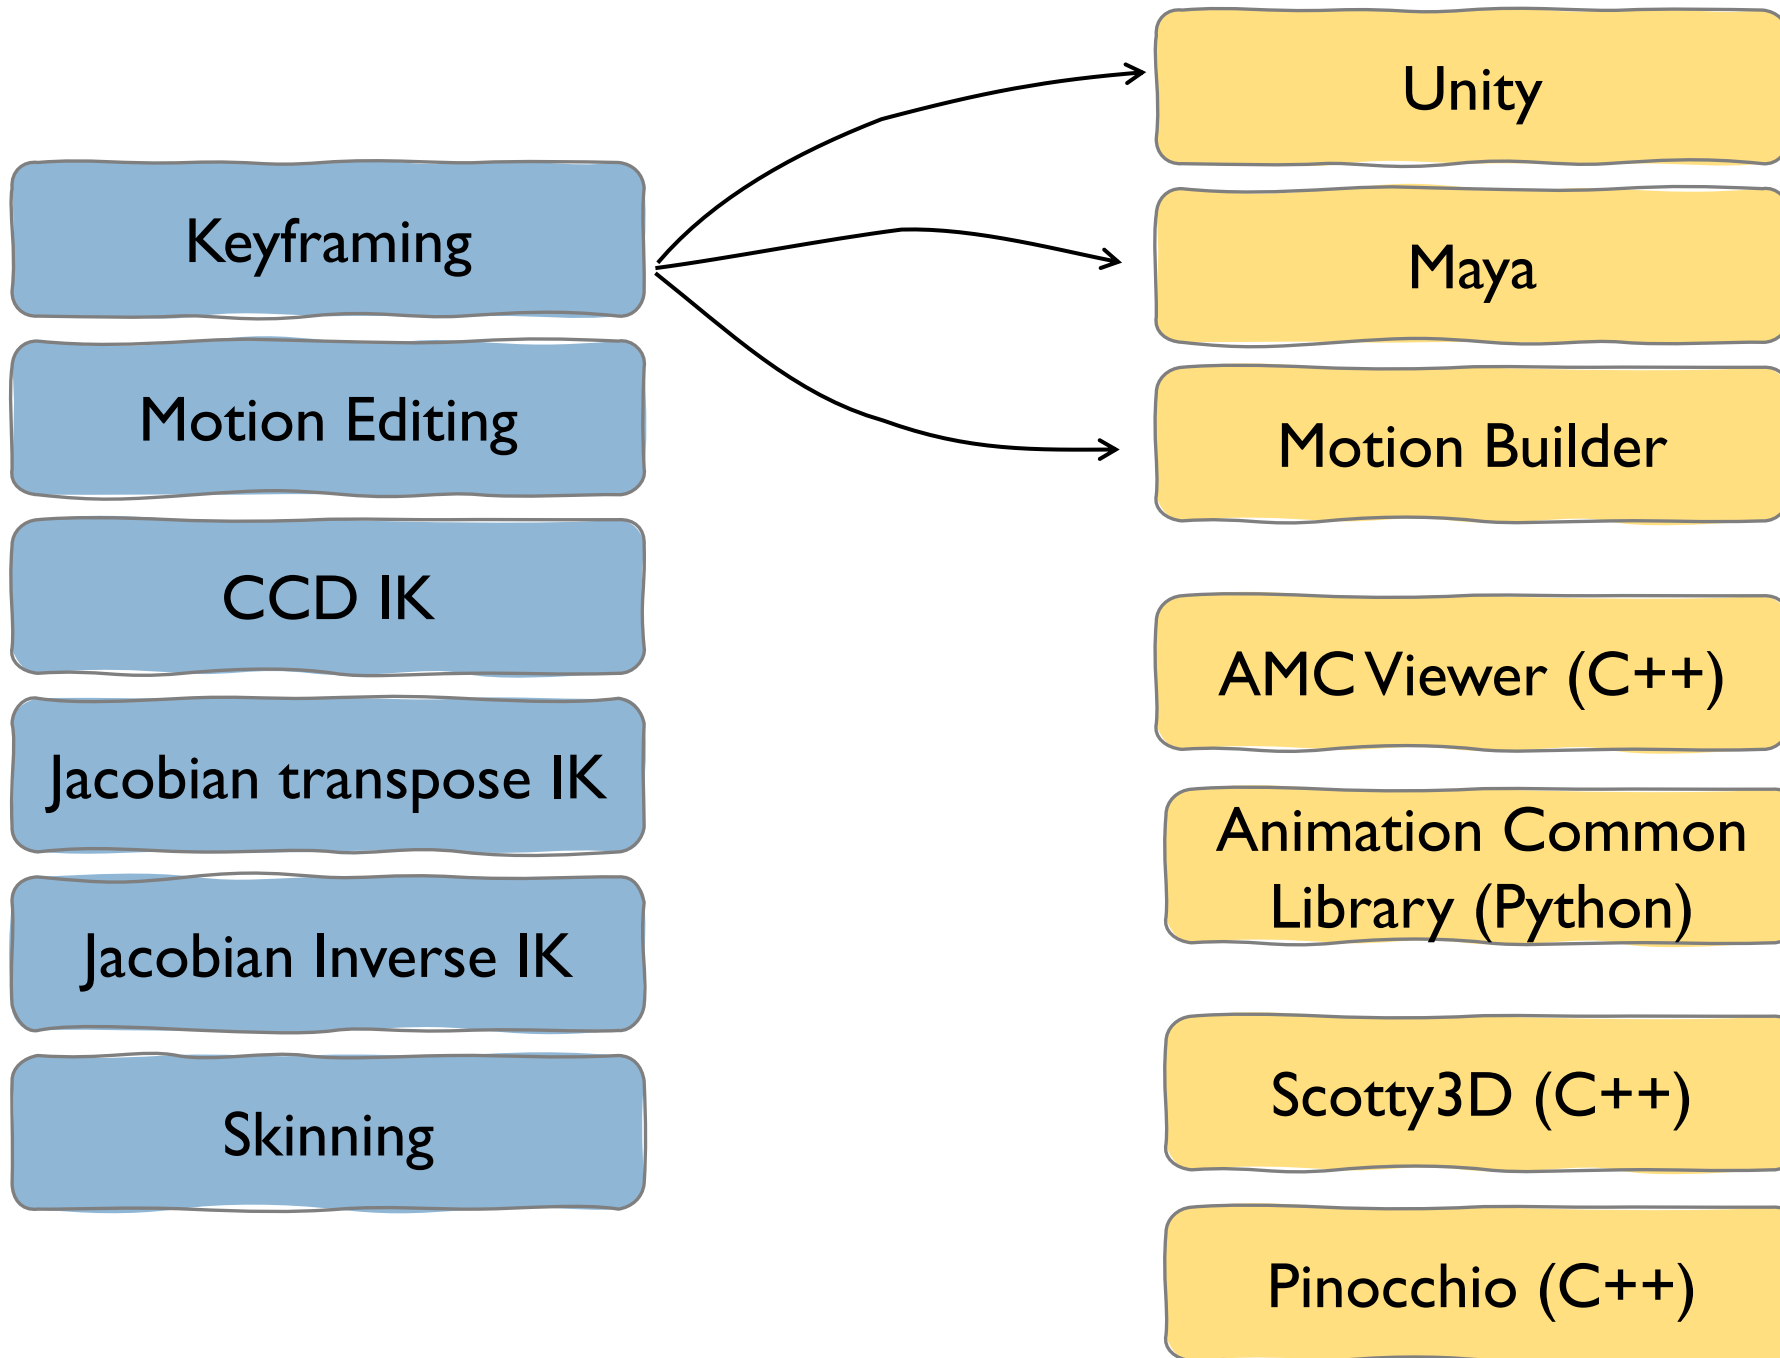 Keyframing
Motion Editing
CCD IK
Jacobian transpose IK
Jacobian Inverse IK
Skinning
Unity
Maya
Motion Builder
AMC Viewer (C++)
Animation Common
Library (Python)
Scotty3D (C++)
Pinocchio (C++)